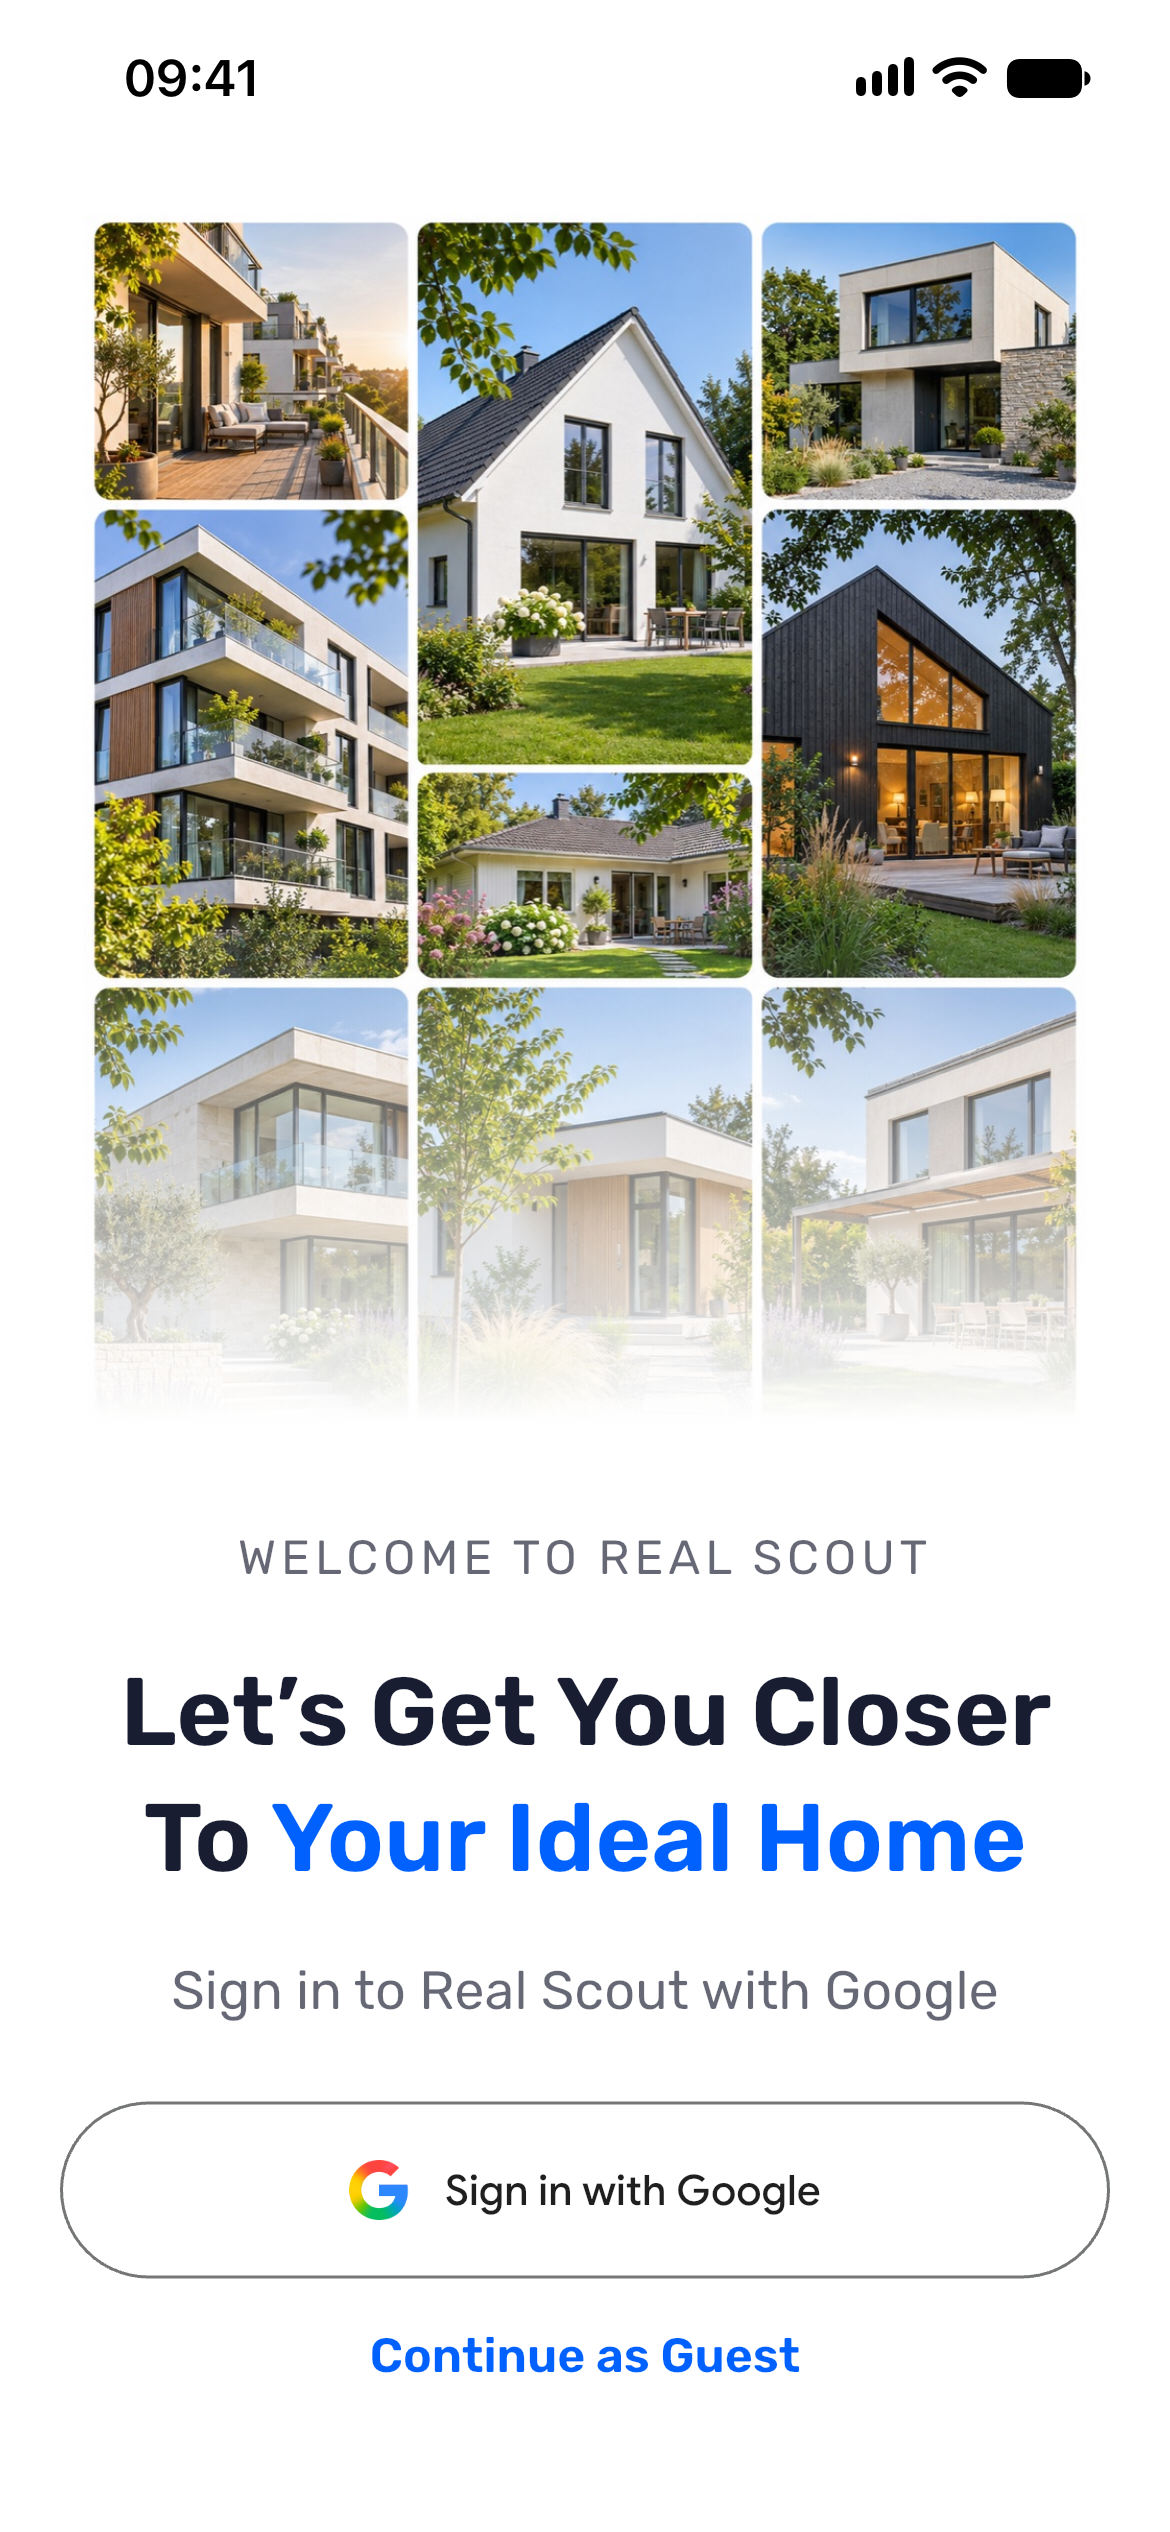 09:41
WELCOME TO REAL SCOUT
Let’s Get You Closer
To Your Ideal Home
Sign in to Real Scout with Google
Sign in with Google
Continue as Guest